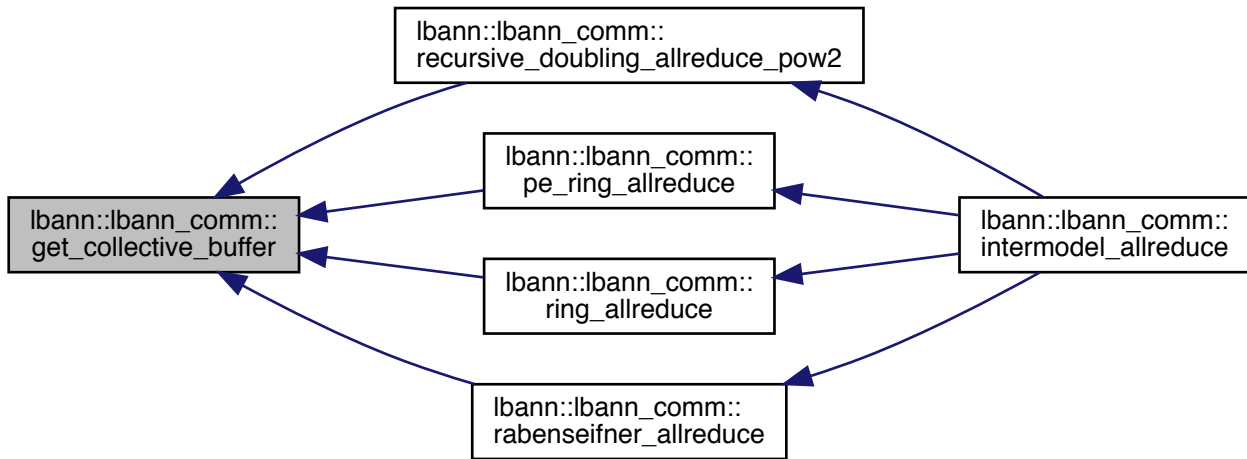 lbann::lbann_comm::
recursive_doubling_allreduce_pow2
lbann::lbann_comm::
pe_ring_allreduce
lbann::lbann_comm::
get_collective_buffer
lbann::lbann_comm::
intermodel_allreduce
lbann::lbann_comm::
ring_allreduce
lbann::lbann_comm::
rabenseifner_allreduce